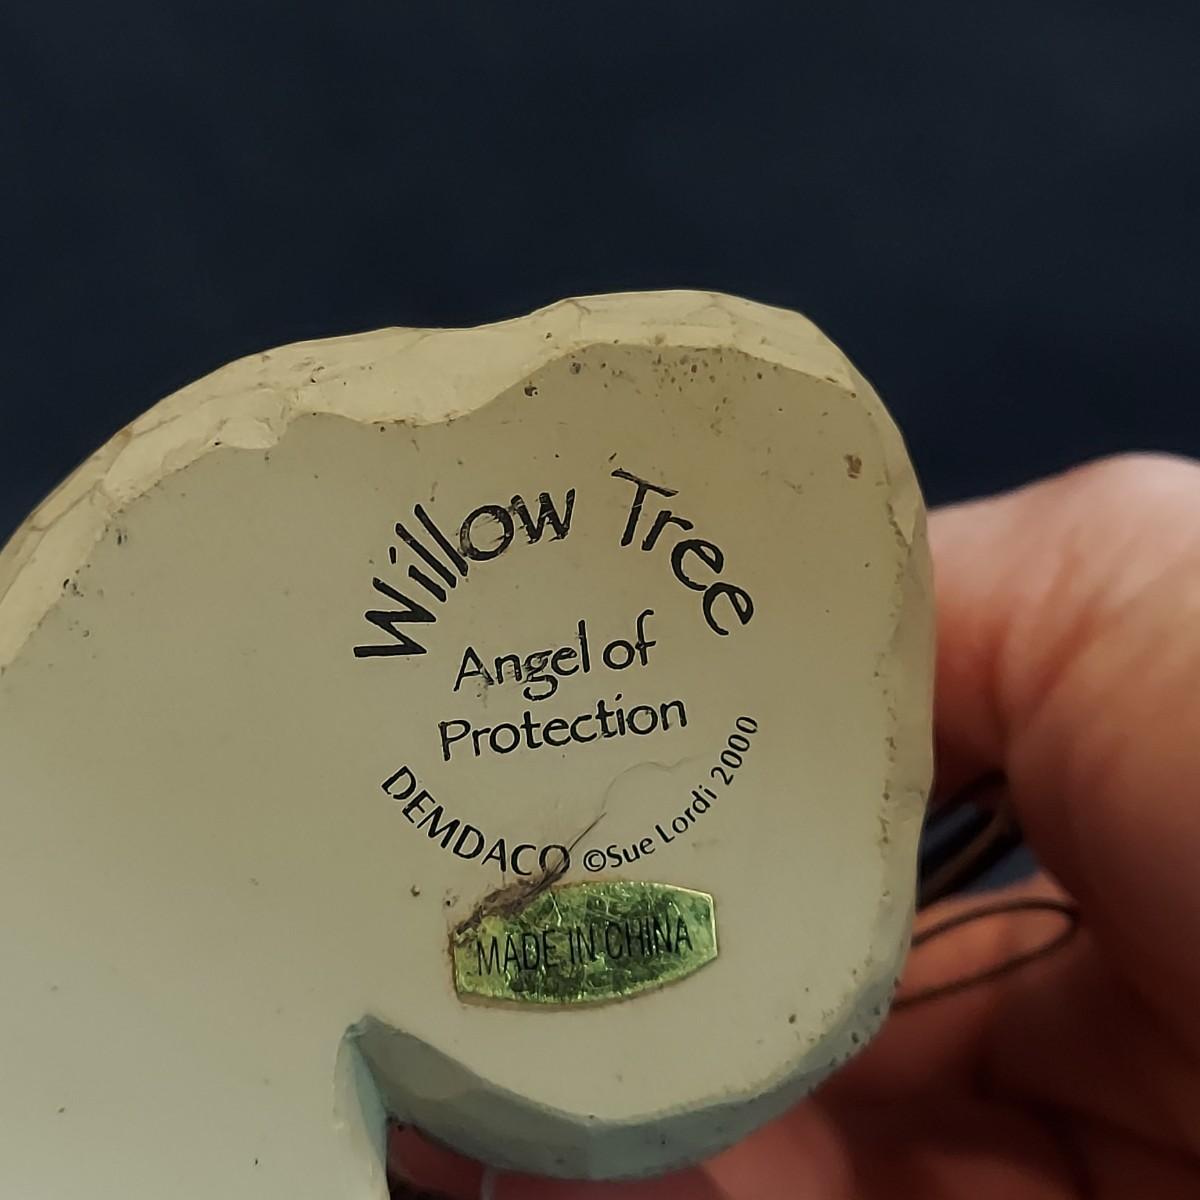 Willow Tree
Angel of
Protection
DEMDACO ©Sue Lordi 2000
MADE IN CHINA